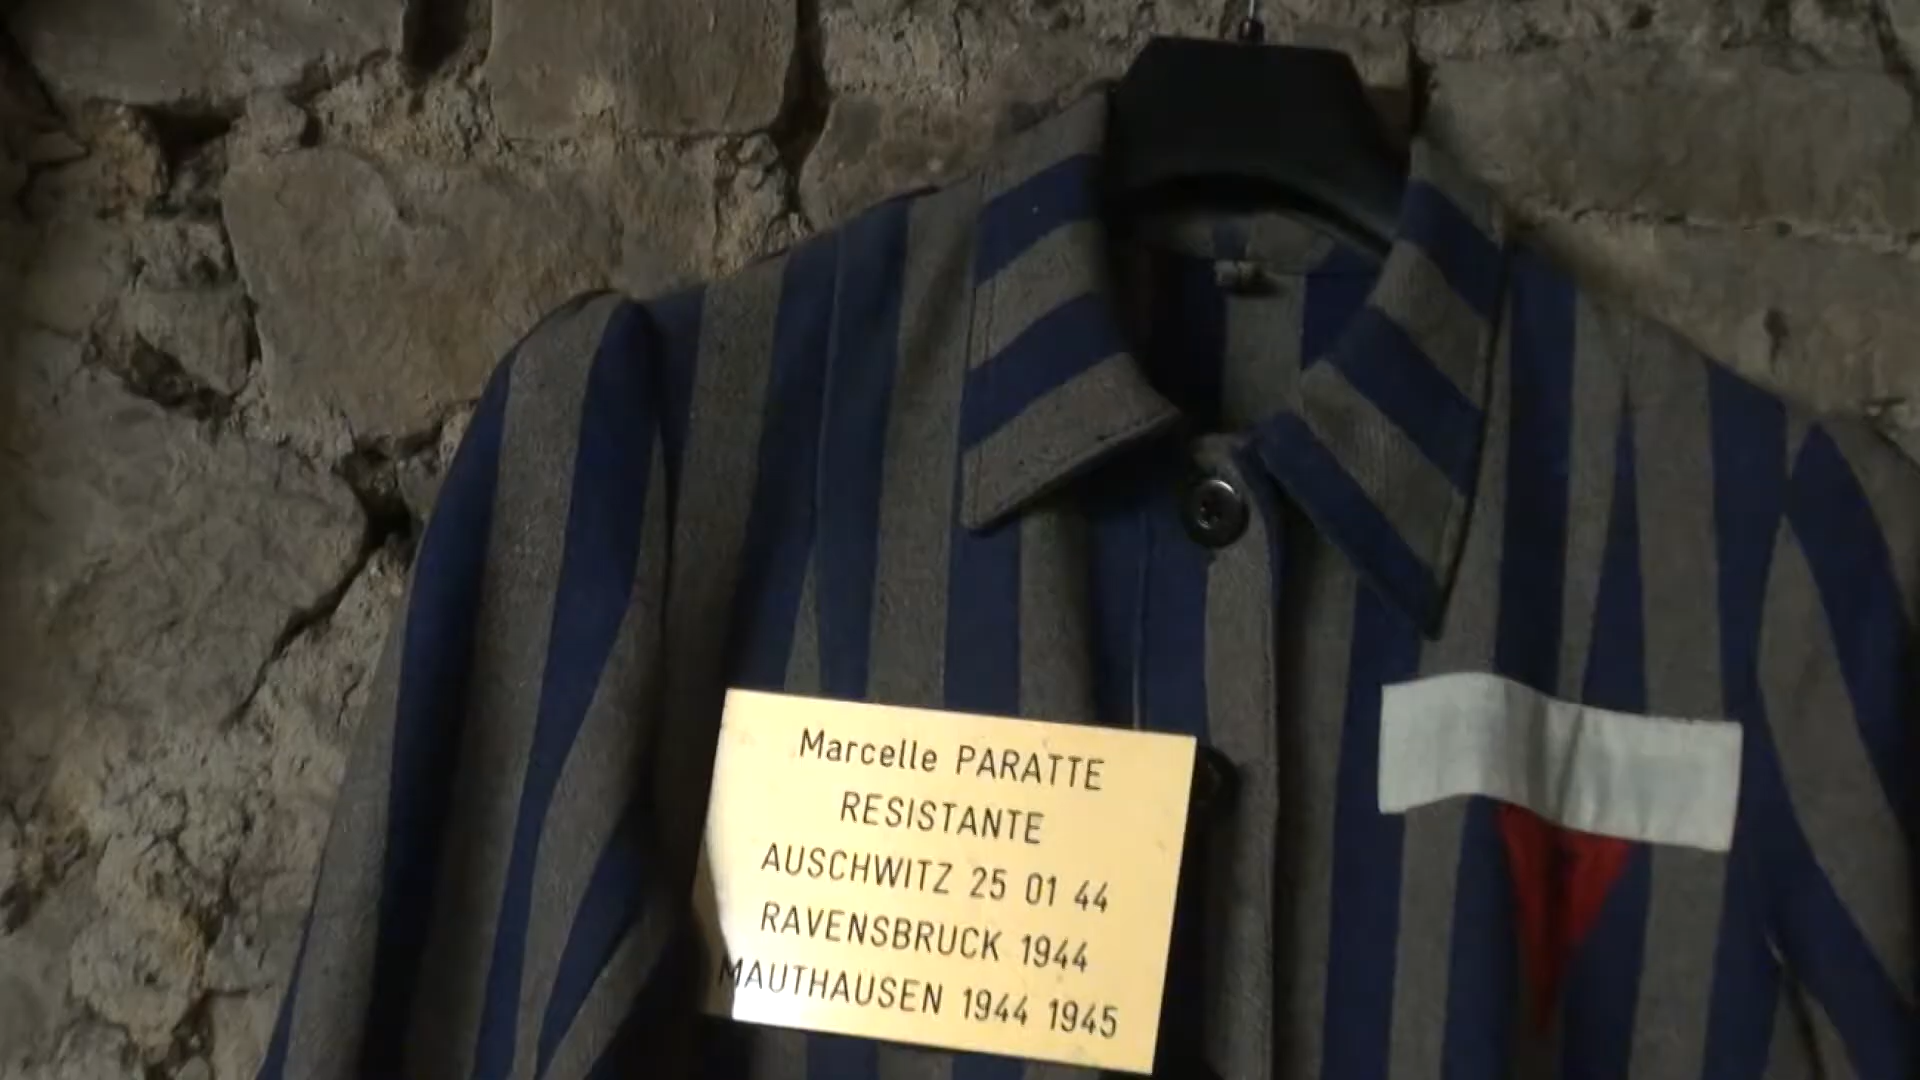 Marcelle PARATTE
RESISTANTE
AUSCHWITZ 25 01 44
RAVENSBRUCK 1944
MAUTHAUSEN 1944 1945